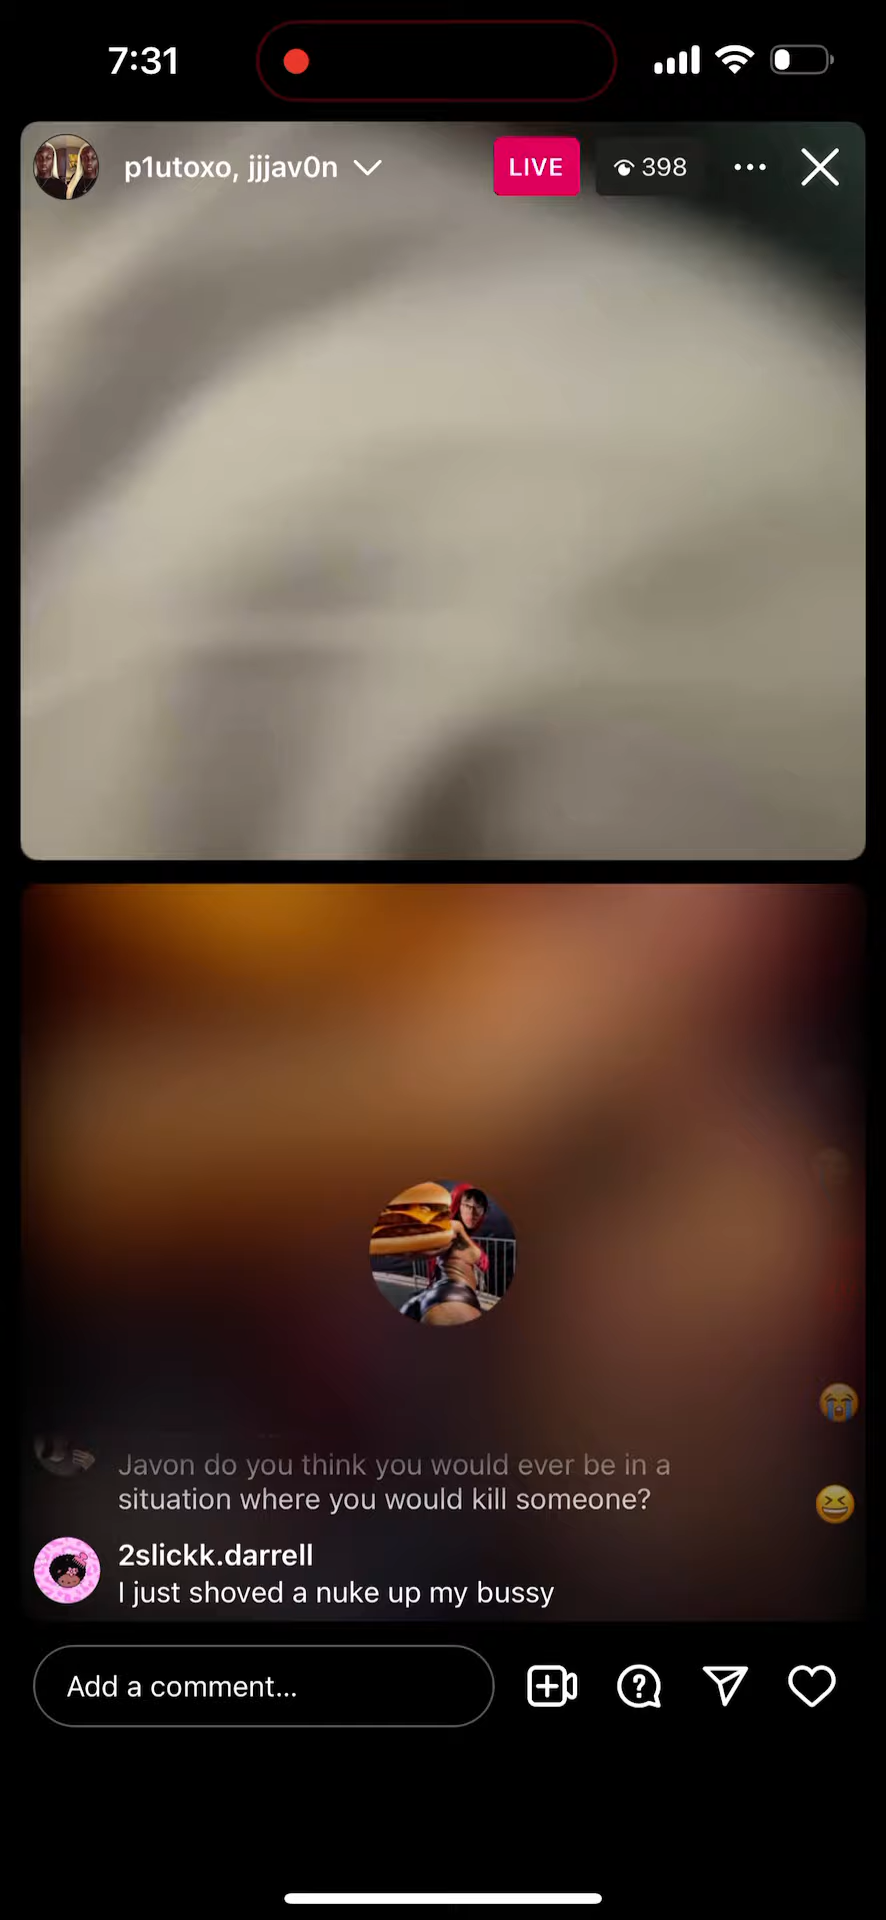 7:31
p1utoxo, jjjav0n
LIVE
398
Javon do you think you would ever be in a
situation where you would kill someone?
2slickk.darrell
I just shoved a nuke up my bussy
Add a comment...